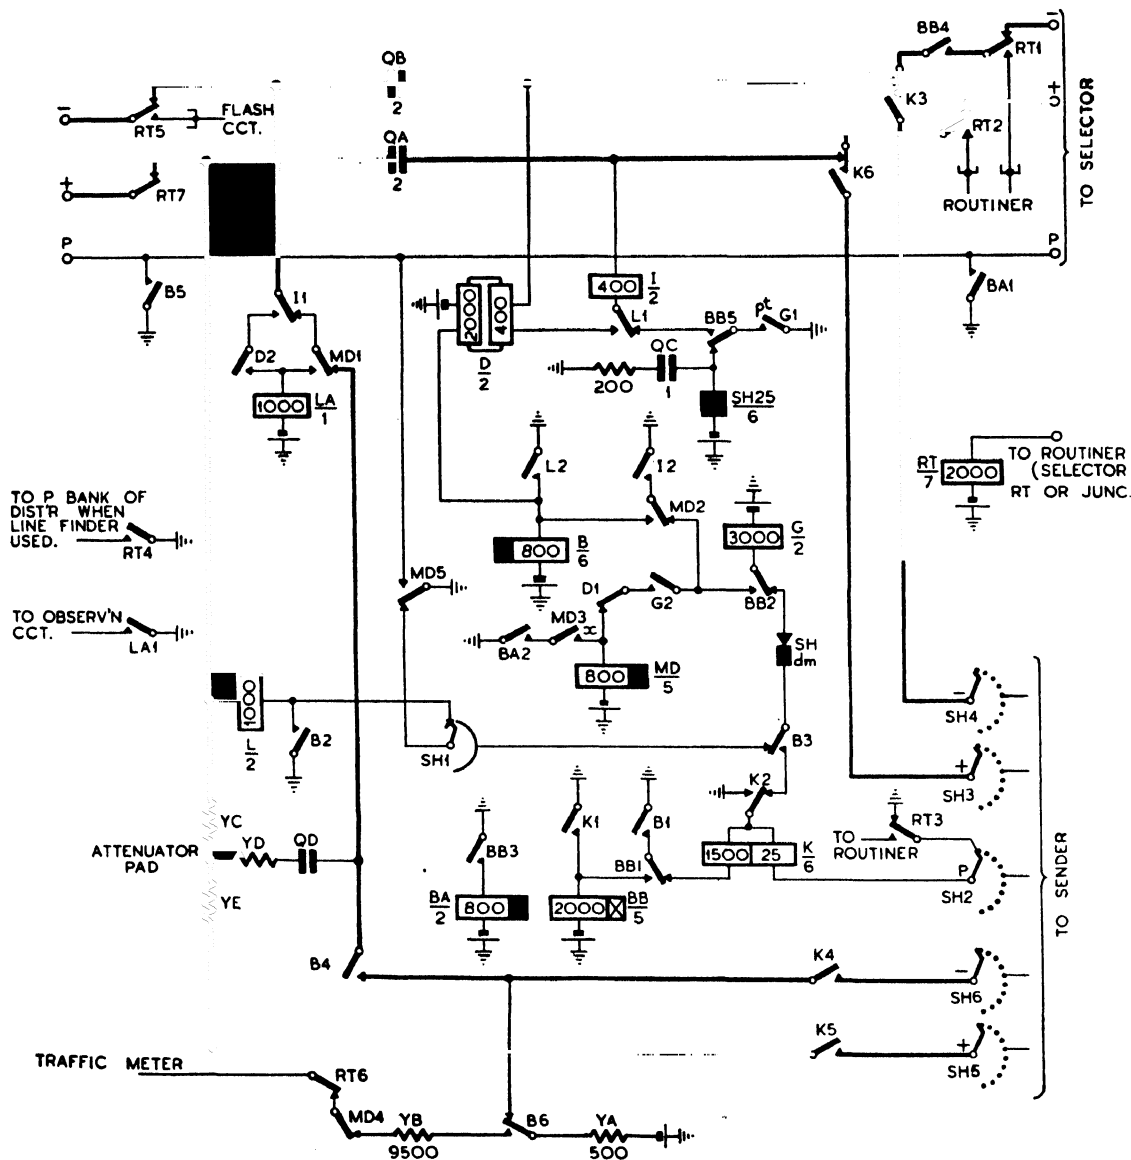 QB
2
BB4
RT1
−
+
K3
TO SELECTOR
−
RT5
FLASH
CCT.
QA
2
RT2
ROUTINER
K6
+
RT7
P
P
B5
BA1
I1
D2
MD1
1000
LA/1
2000
400
D/2
400
I/2
L1
BB5
pt
G1
QC
200
1
SH25/6
RT/7
2000
TO ROUTINER
(SELECTOR
RT OR JUNC.
L2
I2
MD2
TO P BANK OF
DIST'R WHEN
LINE FINDER
USED.
RT4
800
B/6
3000
G/2
MD5
D1
G2
BB2
TO OBSERV'N
CCT.
LA1
BA2
MD3
x
800
MD/5
SH
dm
1000
L/2
B2
SH1
B3
−
SH4
+
SH3
K2
YC
YD
QD
ATTENUATOR
PAD
YE
K1
B1
BB3
BB1
1500
25
K/6
RT3
TO
ROUTINER
P
SH2
BA/2
800
2000
BB/5
TO SENDER
B4
K4
−
SH6
K5
+
SH5
TRAFFIC METER
RT6
MD4
YB
9500
B6
YA
500